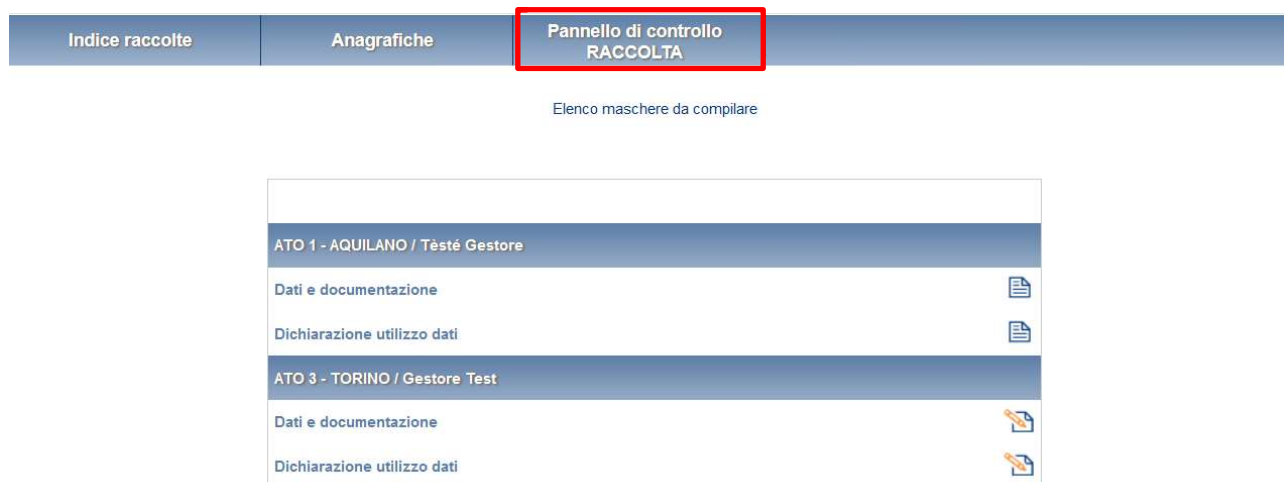 Indice raccolte
Anagrafiche
Pannello di controllo
RACCOLTA
Elenco maschere da compilare
ATO 1 - AQUILANO / Tèsté Gestore
Dati e documentazione
Dichiarazione utilizzo dati
ATO 3 - TORINO / Gestore Test
Dati e documentazione
Dichiarazione utilizzo dati